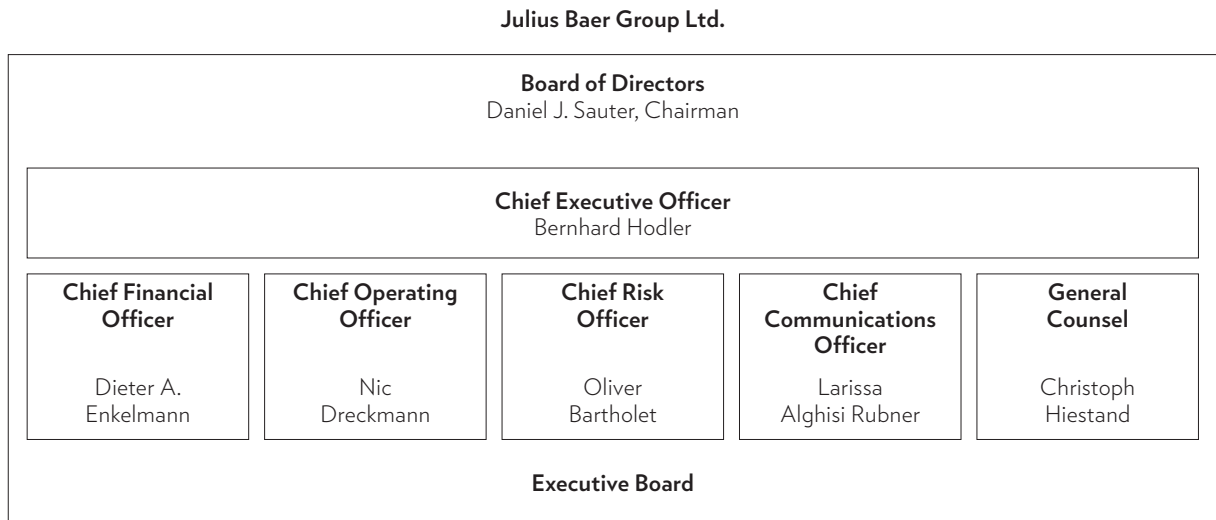 Julius Baer Group Ltd.
Board of Directors
Daniel J. Sauter, Chairman
Chief Executive Officer
Bernhard Hodler
Chief Financial
Officer
Dieter A.
Enkelmann
Chief Operating
Officer
Nic
Dreckmann
Chief Risk
Officer
Oliver
Bartholet
Chief
Communications
Officer
Larissa
Alghisi Rubner
General
Counsel
Christoph
Hiestand
Executive Board